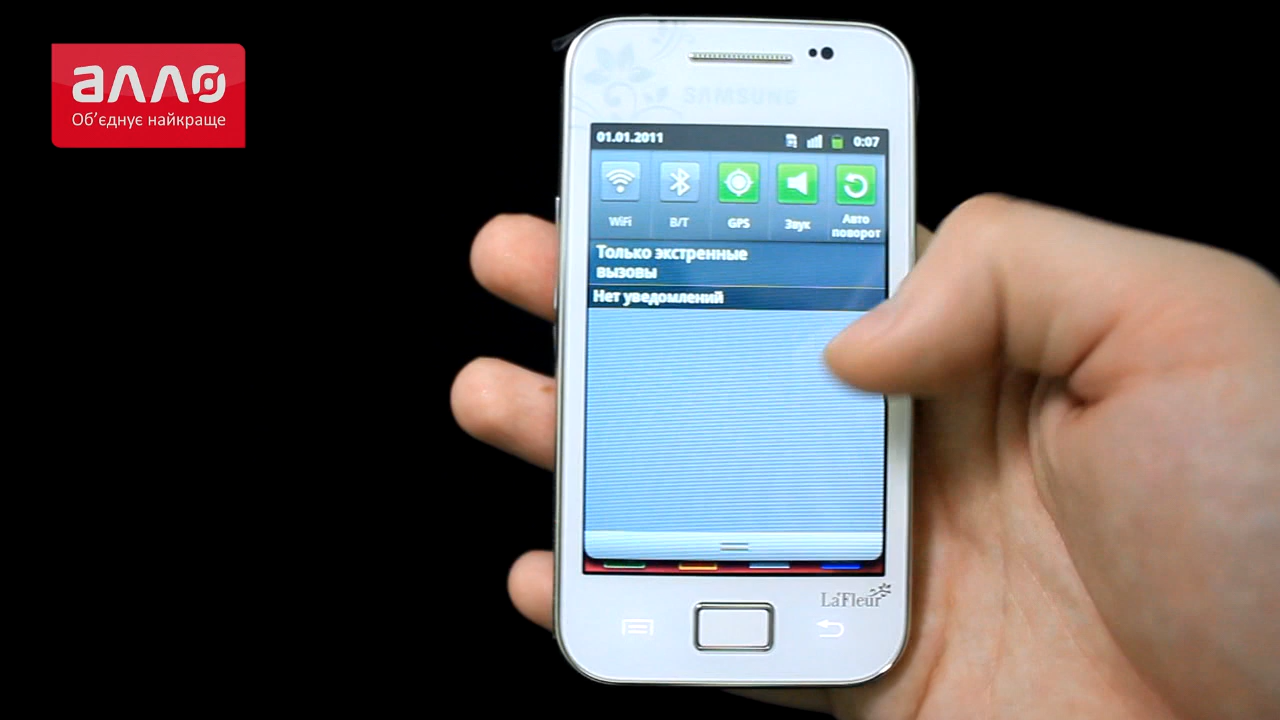 алло
Об’єднує найкраще
SAMSUNG
01.01.2011
0:07
WiFi
B/T
GPS
Звук
Авто
поворот
Только экстренные
вызовы
Нет уведомлений
LaFleur